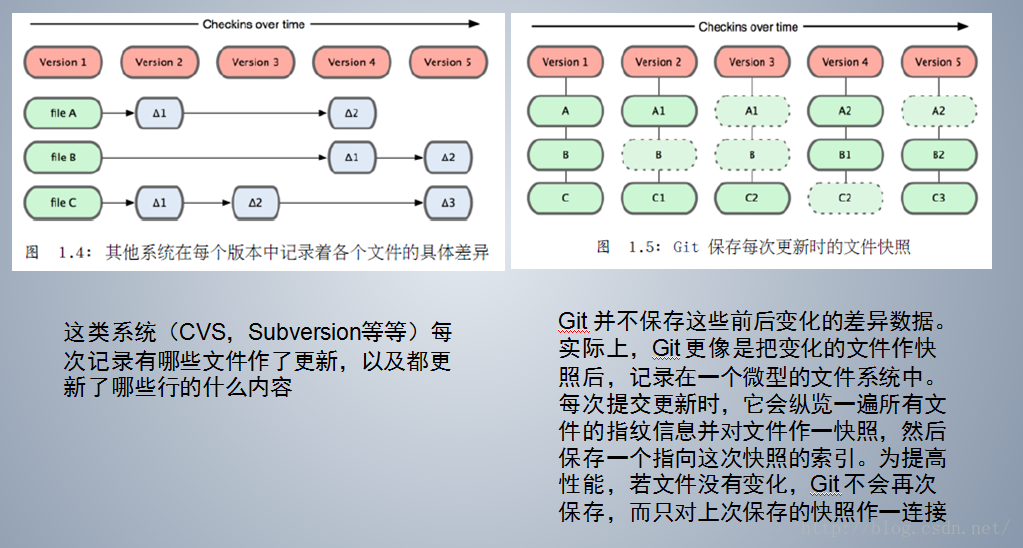 Checkins over time
Version 1 Version 2 Version 3 Version 4 Version 5
file A Δ1 Δ2
file B Δ1 Δ2
file C Δ1 Δ2 Δ3
图 1.4: 其他系统在每个版本中记录着各个文件的具体差异
Checkins over time
Version 1 Version 2 Version 3 Version 4 Version 5
A A1 A1 A2 A2
B B B B1 B2
C C1 C2 C2 C3
图 1.5: Git 保存每次更新时的文件快照
这类系统（CVS，Subversion等等）每
次记录有哪些文件作了更新，以及都更
新了哪些行的什么内容
Git 并不保存这些前后变化的差异数据。
实际上，Git 更像是把变化的文件作快
照后，记录在一个微型的文件系统中。
每次提交更新时，它会纵览一遍所有文
件的指纹信息并对文件作一快照，然后
保存一个指向这次快照的索引。为提高
性能，若文件没有变化，Git 不会再次
保存，而只对上次保存的快照作一连接
http://blog.csdn.net/